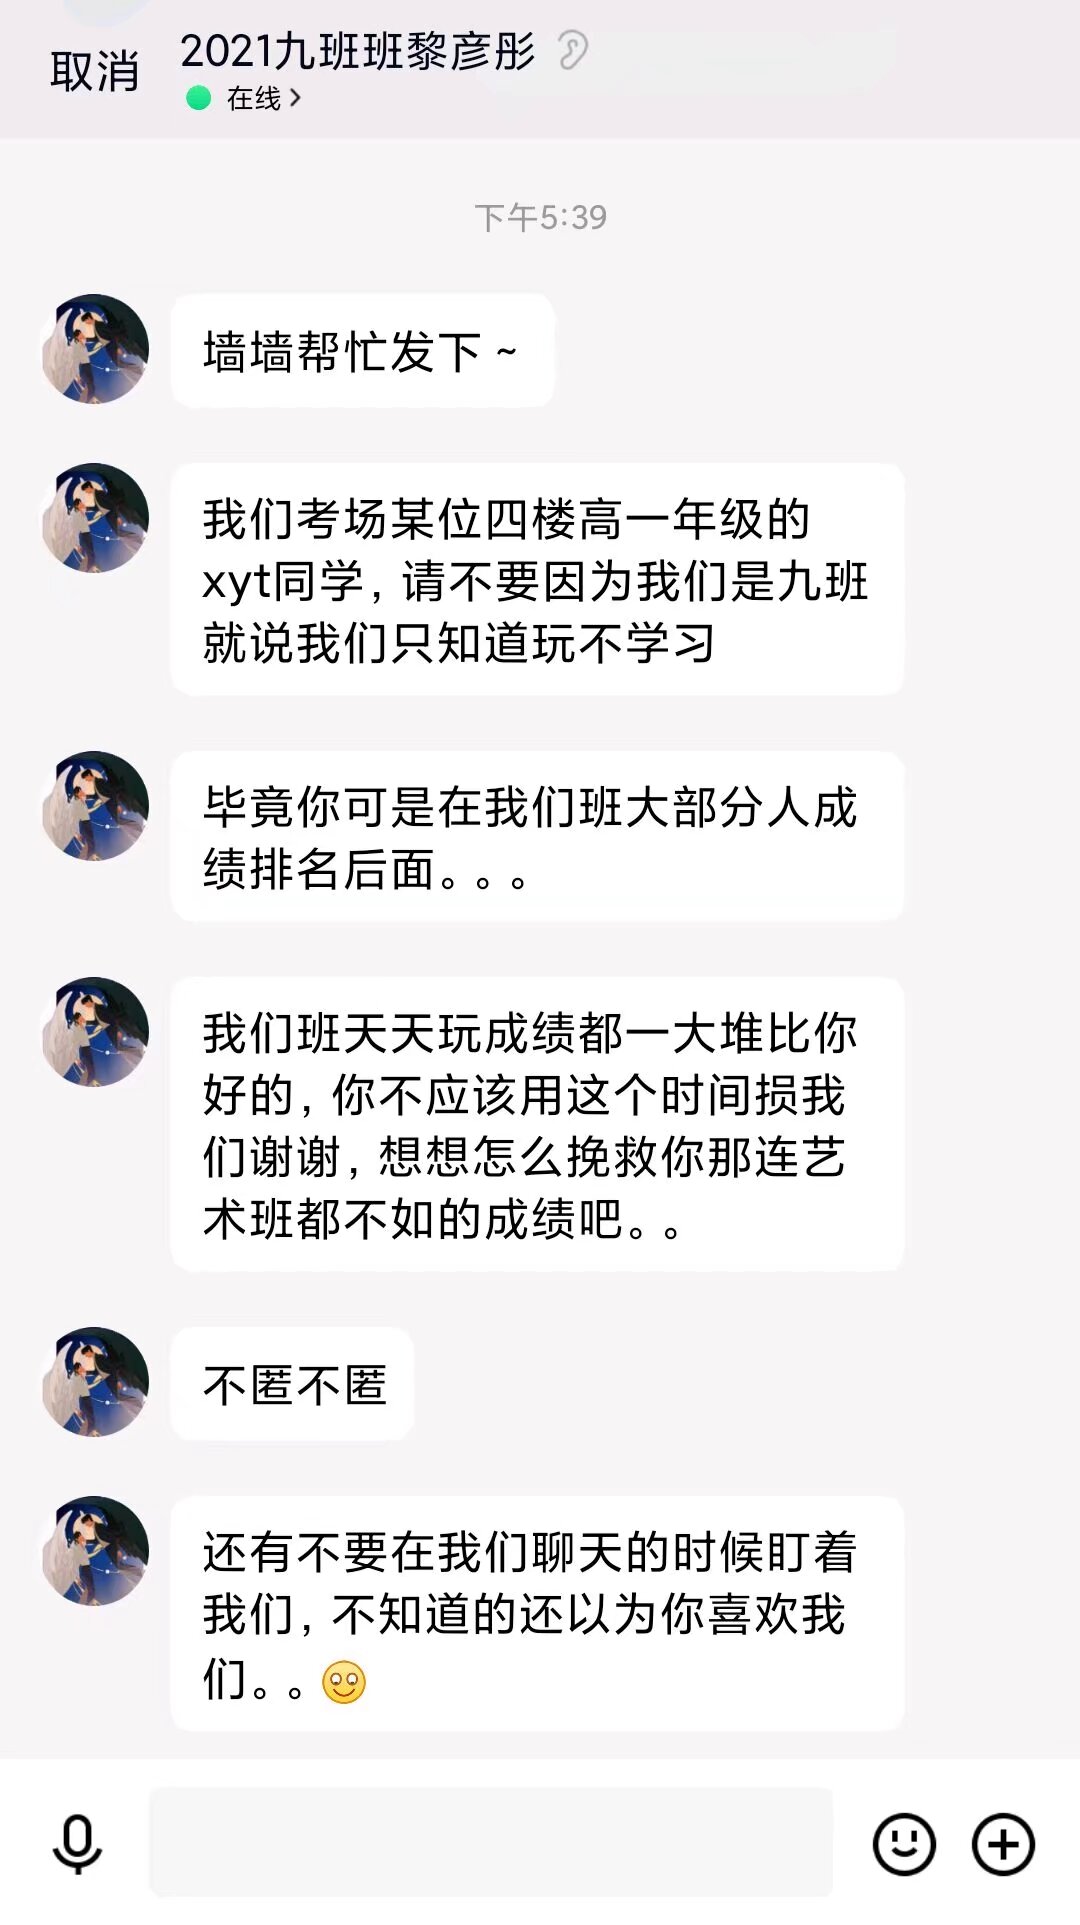 取消
2021九班班黎彦彤
在线
下午5:39
墙墙帮忙发下~
我们考场某位四楼高一年级的
xyt同学，请不要因为我们是九班
就说我们只知道玩不学习
毕竟你可是在我们班大部分人成
绩排名后面。。。
我们班天天玩成绩都一大堆比你
好的，你不应该用这个时间损我
们谢谢，想想怎么挽救你那连艺
术班都不如的成绩吧。。
不匿不匿
还有不要在我们聊天的时候盯着
我们，不知道的还以为你喜欢我
们。。